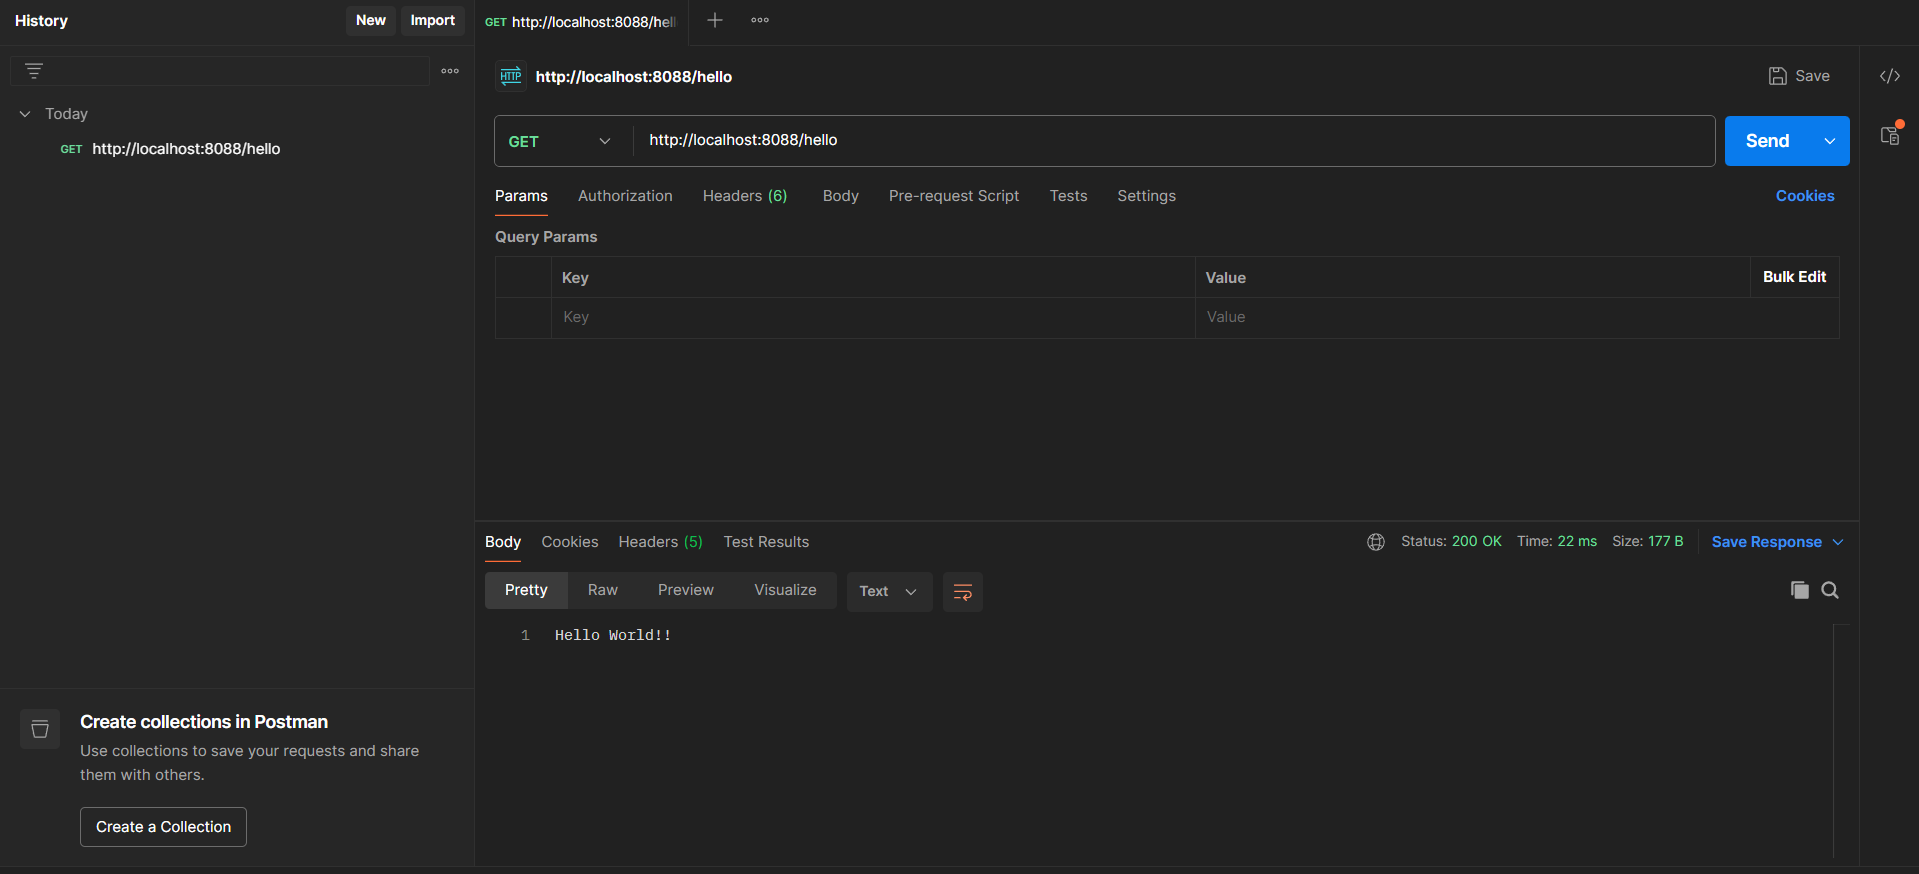 History
New
Import
Today
GET http://localhost:8088/hello
Create collections in Postman
Use collections to save your requests and share
them with others.
Create a Collection
GET http://localhost:8088/hell
HTTP http://localhost:8088/hello
Save
GET http://localhost:8088/hello
Send
Params Authorization Headers (6) Body Pre-request Script Tests Settings Cookies
Query Params
Key Value Bulk Edit
Key Value
Body Cookies Headers (5) Test Results Status: 200 OK Time: 22 ms Size: 177 B Save Response
Pretty Raw Preview Visualize Text
1 Hello World!!